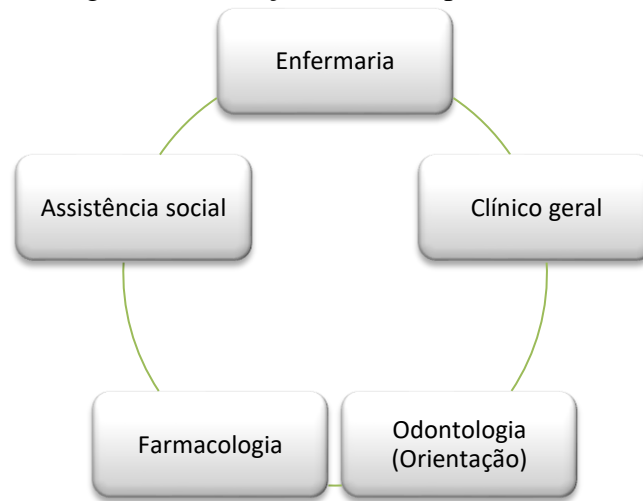 Enfermaria
Assistência social
Clínico geral
Farmacologia
Odontologia
(Orientação)